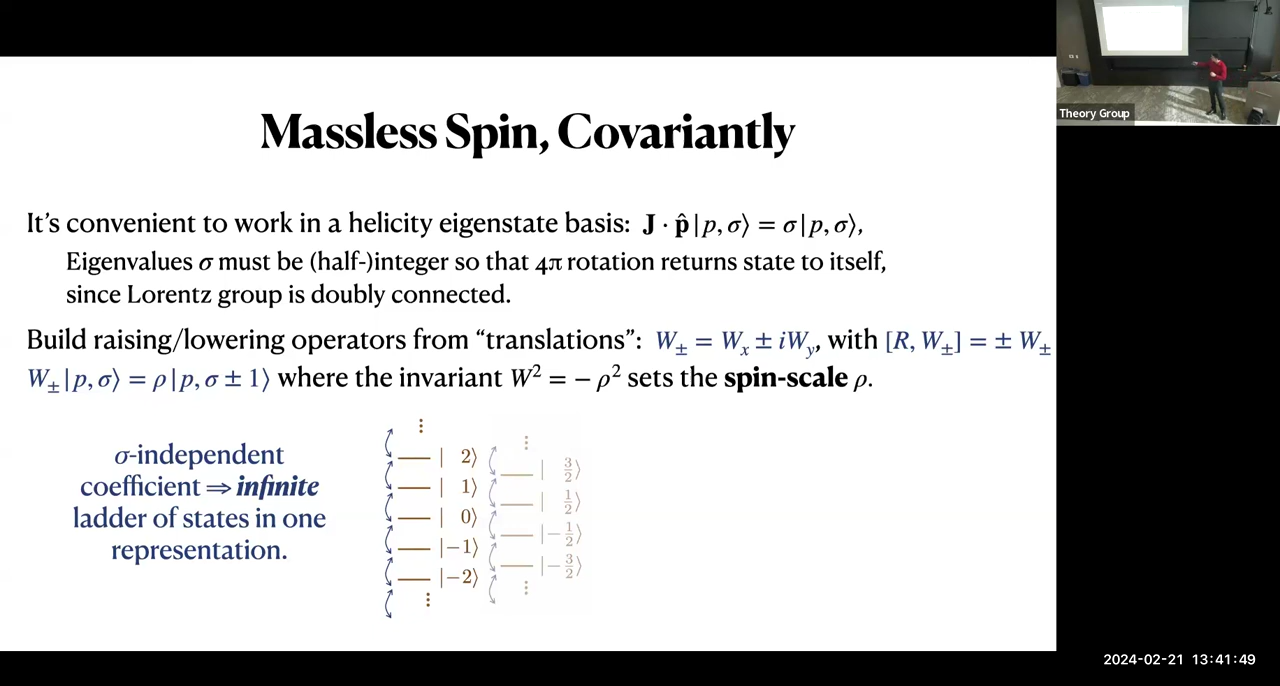 Massless Spin, Covariantly
It's convenient to work in a helicity eigenstate basis: 𝐉 · 𝐩̂ |p, σ⟩ = σ|p, σ⟩,
Eigenvalues σ must be (half-)integer so that 4π rotation returns state to itself,
since Lorentz group is doubly connected.
Build raising/lowering operators from “translations”: W± = Wₓ ± iW_y, with [R, W±] = ± W±
W±|p, σ⟩ = ρ|p, σ ± 1⟩ where the invariant W² = − ρ² sets the spin-scale ρ.
σ-independent
coefficient ⇒ infinite
ladder of states in one
representation.
⋮
| 2⟩
| 1⟩
| 0⟩
|−1⟩
|−2⟩
⋮
⋮
| 3/2⟩
| 1/2⟩
|−1/2⟩
|−3/2⟩
⋮
Theory Group
2024-02-21 13:41:49